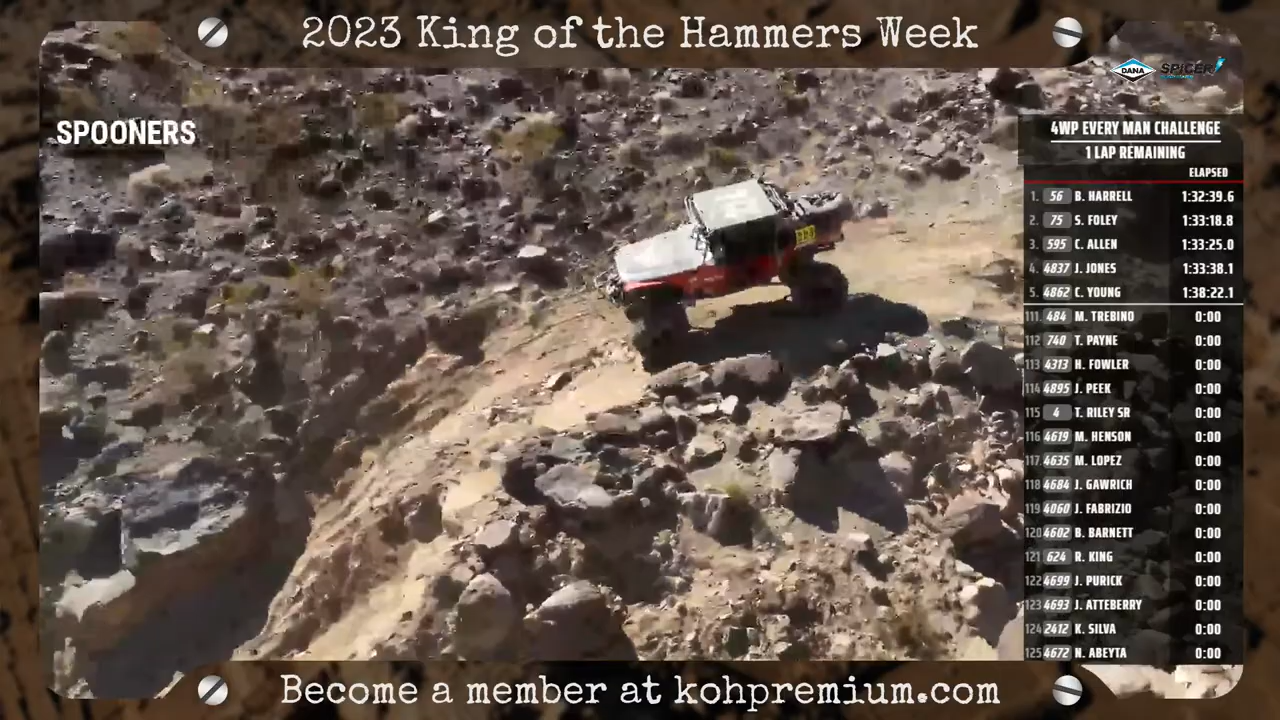 2023 King of the Hammers Week
DANA SPICER
SPOONERS
4WP EVERY MAN CHALLENGE
1 LAP REMAINING
ELAPSED
1. 56 B. HARRELL 1:32:39.6
2. 75 S. FOLEY 1:33:18.8
3. 595 C. ALLEN 1:33:25.0
4. 4837 J. JONES 1:33:38.1
5. 4862 C. YOUNG 1:38:22.1
111. 484 M. TREBINO 0:00
112 740 T. PAYNE 0:00
113 4313 H. FOWLER 0:00
114 4895 J. PEEK 0:00
115 4 T. RILEY SR 0:00
116 4619 M. HENSON 0:00
117. 4635 M. LOPEZ 0:00
118 4684 J. GAWRICH 0:00
119 4060 J. FABRIZIO 0:00
120 4602 B. BARNETT 0:00
121 624 R. KING 0:00
122 4699 J. PURICK 0:00
123 4693 J. ATTEBERRY 0:00
124 2412 K. SILVA 0:00
125 4672 N. ABEYTA 0:00
Become a member at kohpremium.com